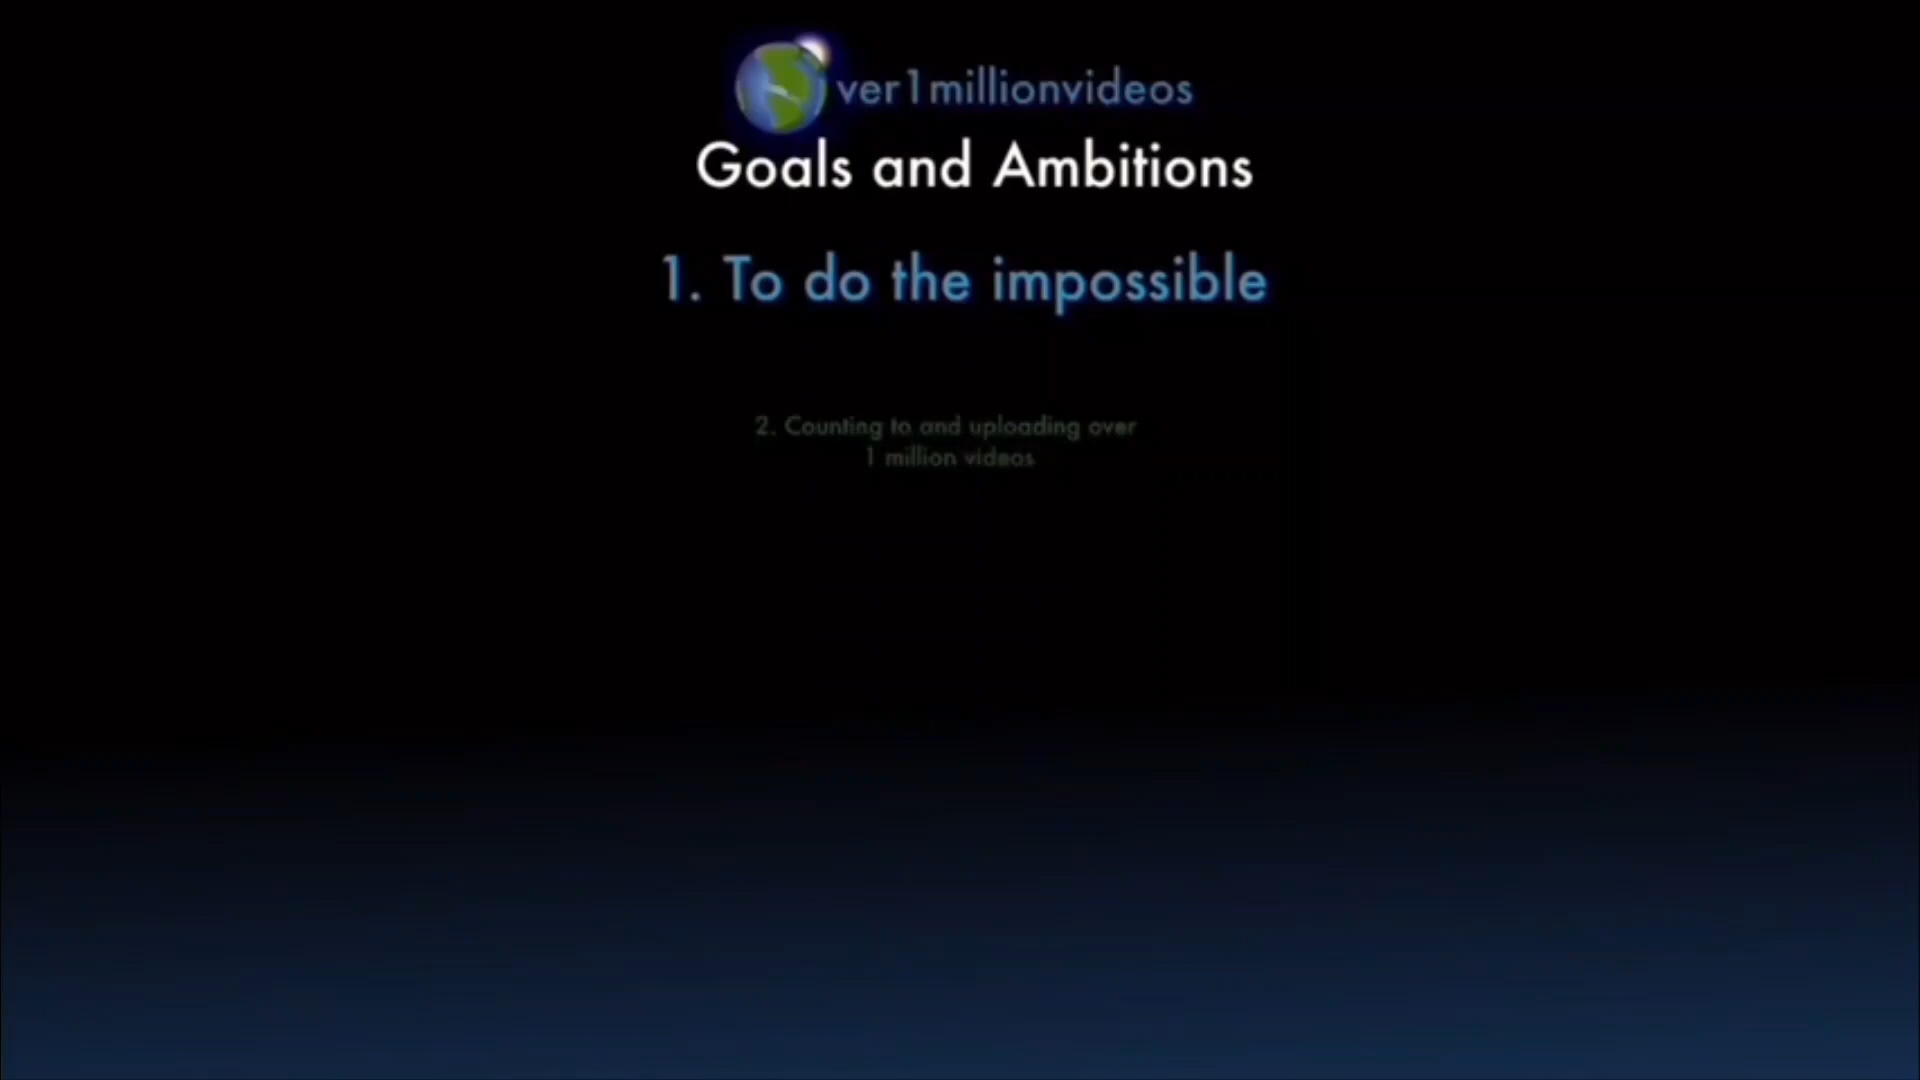 ver1millionvideos
Goals and Ambitions
1. To do the impossible
2. Counting to and uploading over
1 million videos